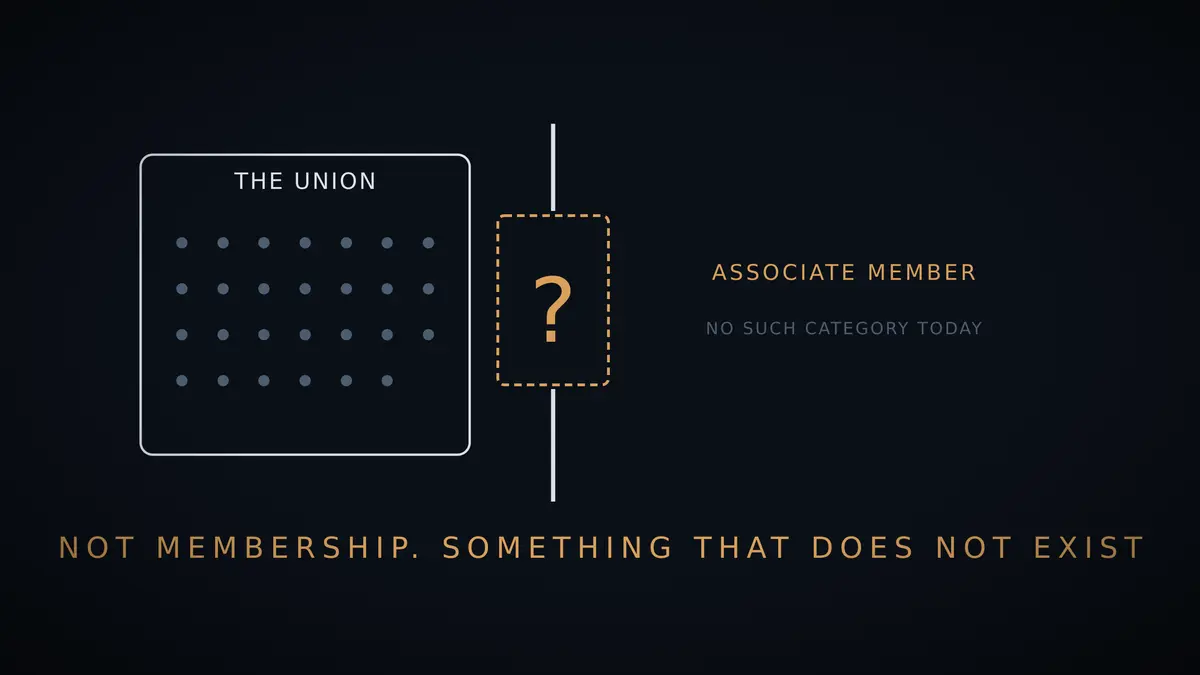 THE UNION
?
ASSOCIATE MEMBER
NO SUCH CATEGORY TODAY
NOT MEMBERSHIP. SOMETHING THAT DOES NOT EXIST